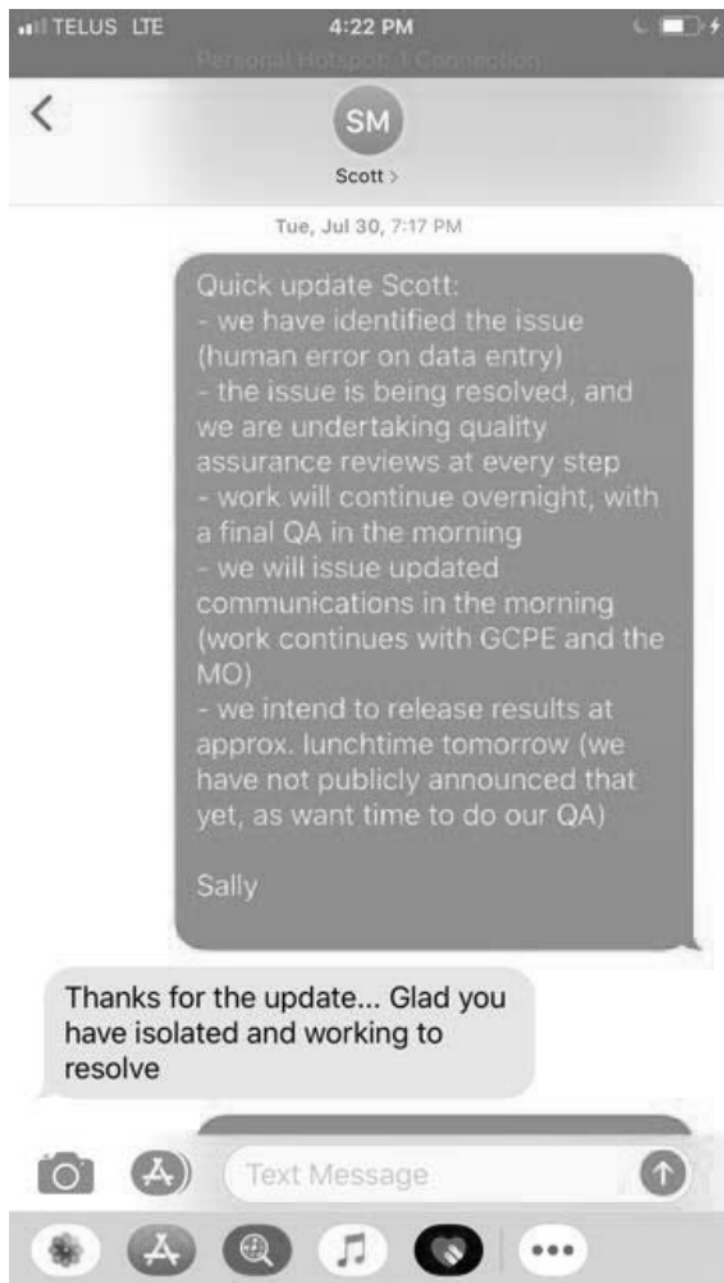 TELUS LTE 4:22 PM
Personal Hotspot: 1 Connection
SM
Scott >
Tue, Jul 30, 7:17 PM
Quick update Scott:
- we have identified the issue
(human error on data entry)
- the issue is being resolved, and
we are undertaking quality
assurance reviews at every step
- work will continue overnight, with
a final QA in the morning
- we will issue updated
communications in the morning
(work continues with GCPE and the
MO)
- we intend to release results at
approx. lunchtime tomorrow (we
have not publicly announced that
yet, as want time to do our QA)
Sally
Thanks for the update... Glad you
have isolated and working to
resolve
Text Message